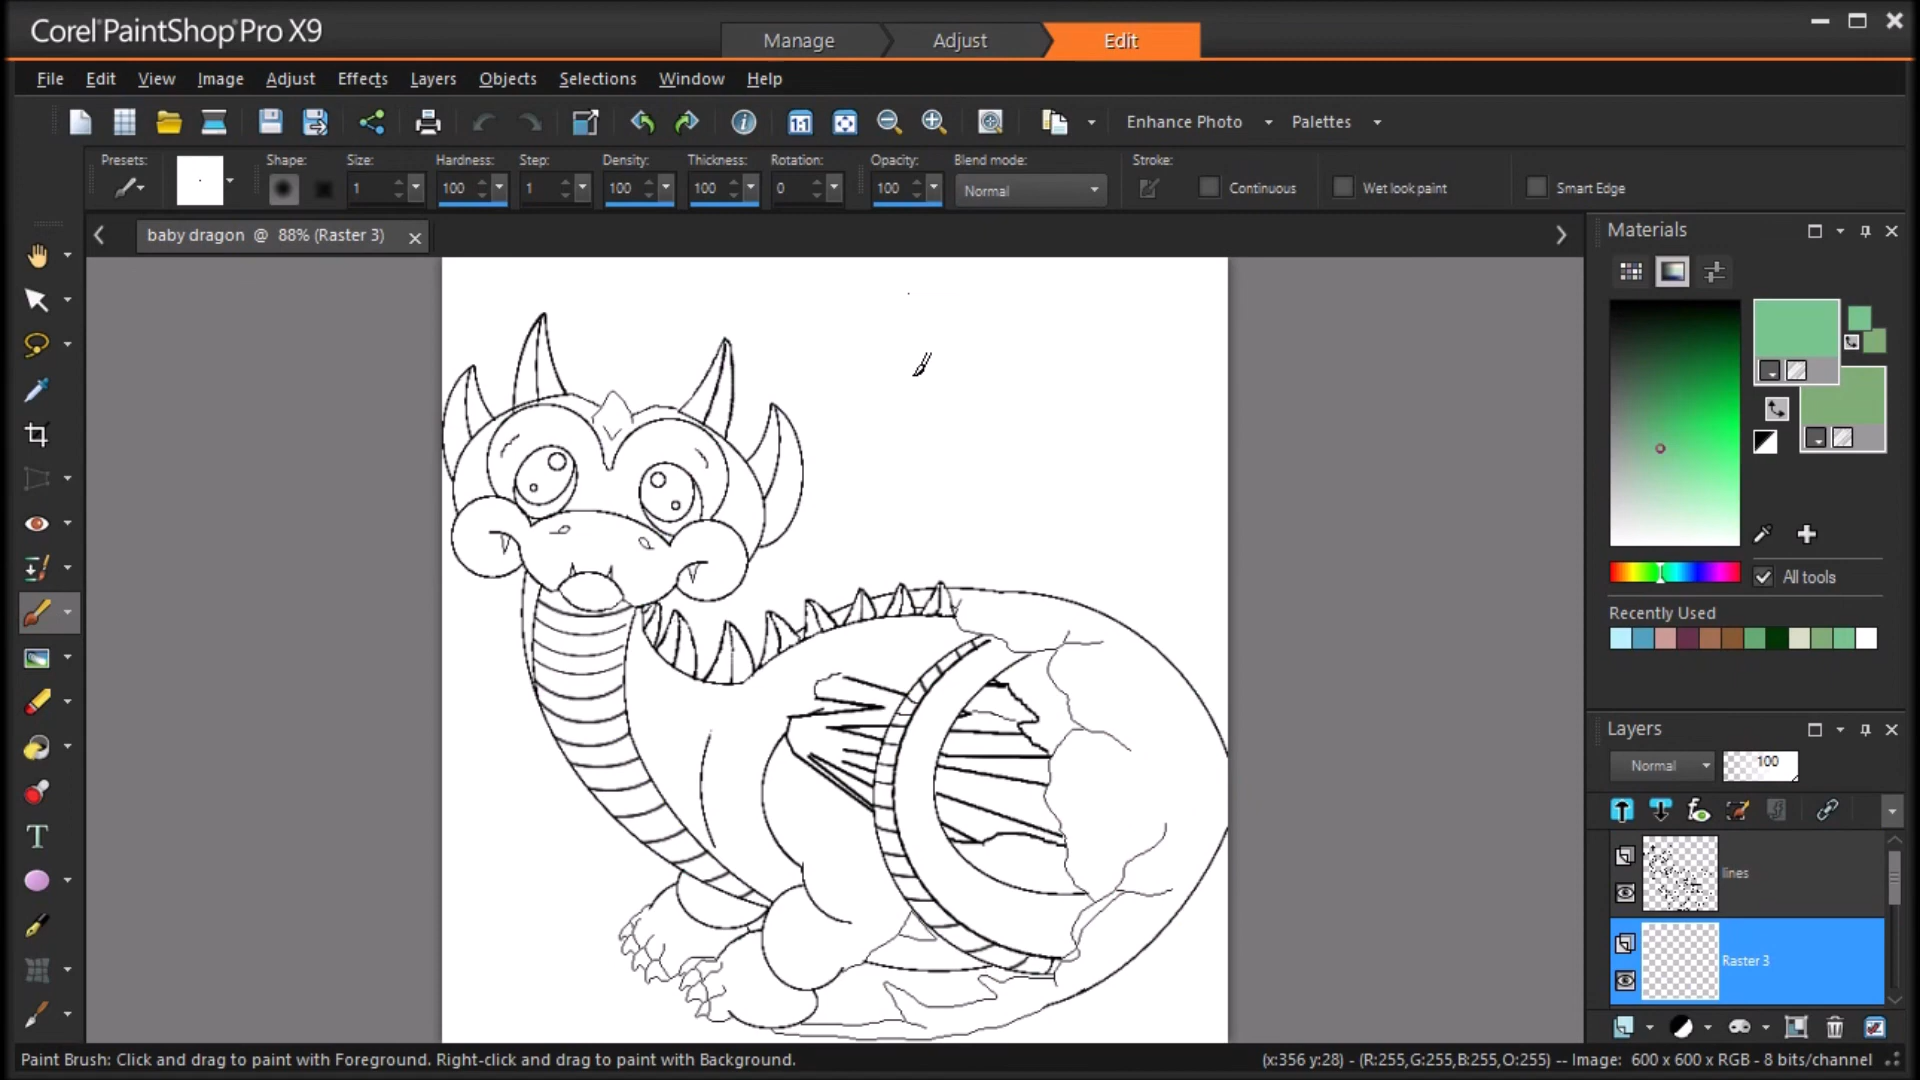 Corel PaintShop Pro X9
Manage
Adjust
Edit
File Edit View Image Adjust Effects Layers Objects Selections Window Help
1:1
Enhance Photo
Palettes
Presets:
Shape:
Size:
Hardness:
Step:
Density:
Thickness:
Rotation:
Opacity:
Blend mode:
Stroke:
1
100
1
100
100
0
100
Normal
Continuous
Wet look paint
Smart Edge
baby dragon @ 88% (Raster 3)
Materials
All tools
Recently Used
Layers
Normal
100
lines
Raster 3
Paint Brush: Click and drag to paint with Foreground. Right-click and drag to paint with Background.
(x:356 y:28) - (R:255,G:255,B:255,O:255) -- Image: 600 x 600 x RGB - 8 bits/channel